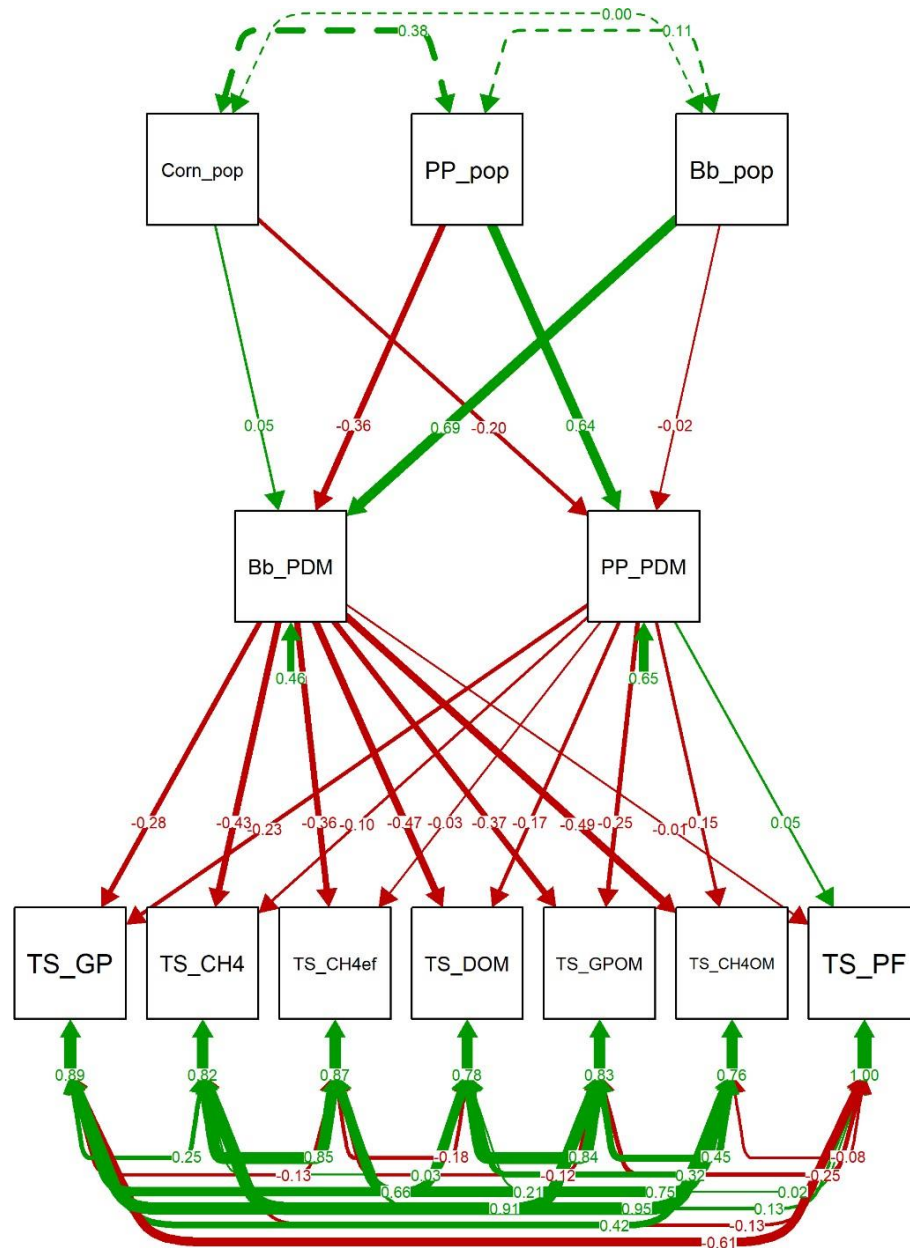 0.00
0.38 0.11
Corn_pop PP_pop Bb_pop
0.05 -0.36 0.69 -0.20 0.64 -0.02
Bb_PDM PP_PDM
0.46 0.65
-0.28 -0.43 -0.23 -0.36 -0.10 -0.47 -0.03 -0.37 -0.17 -0.49 -0.25 -0.01 -0.15 0.05
TS_GP TS_CH4 TS_CH4ef TS_DOM TS_GPOM TS_CH4OM TS_PF
0.89 0.82 0.87 0.78 0.83 0.76 1.00
0.25 0.85 -0.18 0.84 0.45 -0.08
-0.13 0.03 -0.12 0.32 -0.25
0.66 0.21 0.75 0.02
0.91 0.95 0.13
0.42 -0.13
-0.61